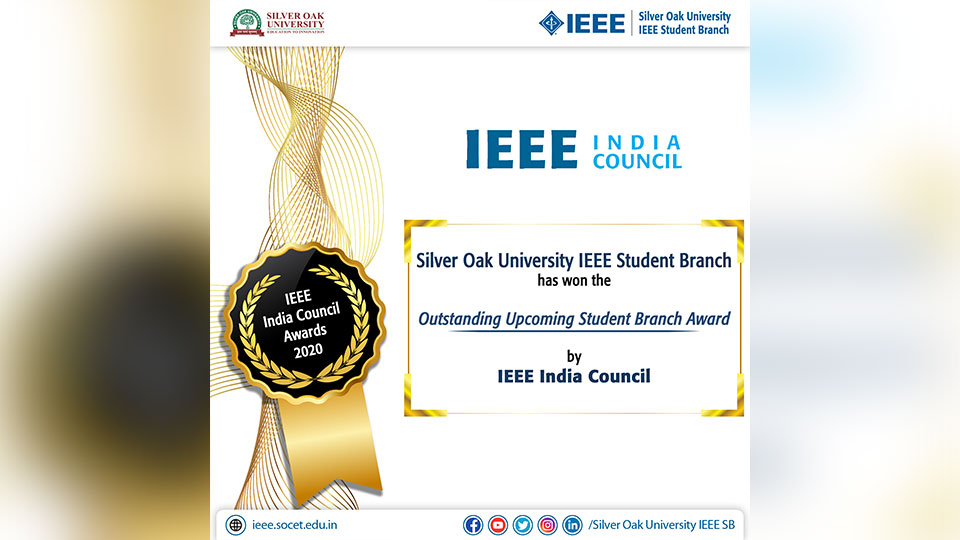 SILVER OAK
UNIVERSITY
EDUCATION TO INNOVATION
IEEE
Silver Oak University
IEEE Student Branch
IEEE INDIA
COUNCIL
Silver Oak University IEEE Student Branch
has won the
Outstanding Upcoming Student Branch Award
by
IEEE India Council
IEEE
India Council
Awards
2020
ieee.socet.edu.in
/Silver Oak University IEEE SB